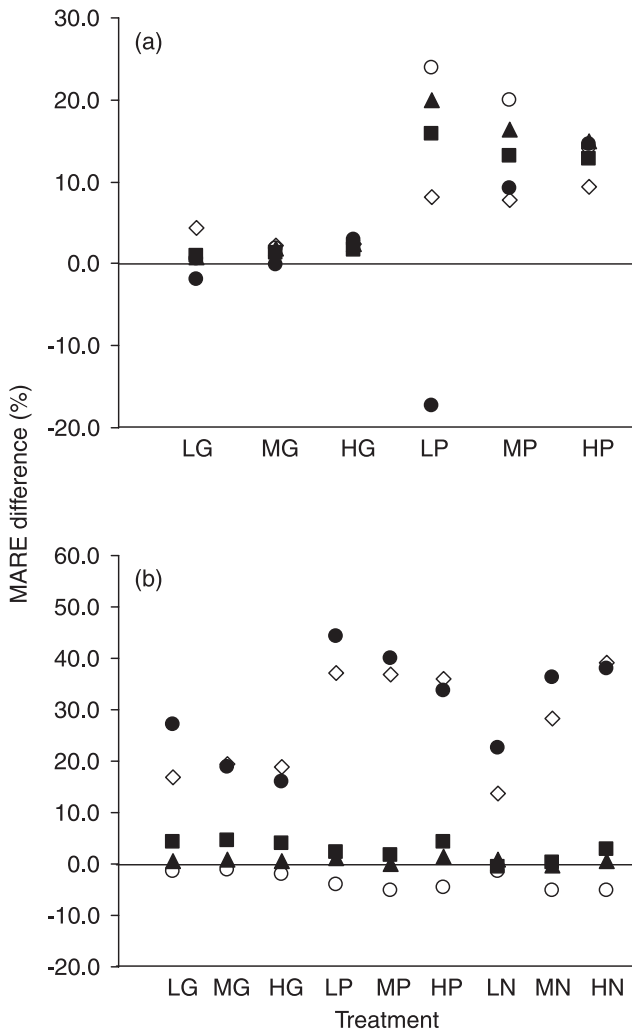 MARE difference (%)
(a)
30.0
20.0
10.0
0.0
-10.0
-20.0
LG MG HG LP MP HP
(b)
60.0
50.0
40.0
30.0
20.0
10.0
0.0
-10.0
-20.0
LG MG HG LP MP HP LN MN HN
Treatment